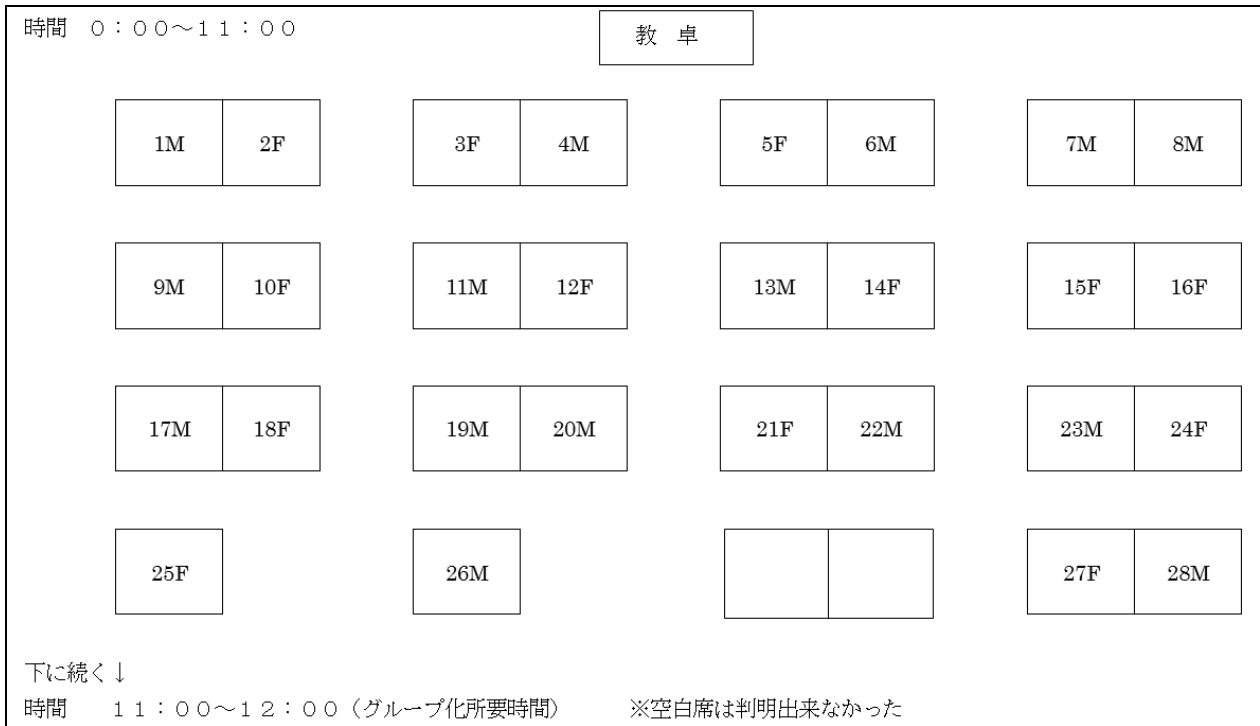 時間　０：００～１１：００
教　卓
1M 2F 3F 4M 5F 6M 7M 8M
9M 10F 11M 12F 13M 14F 15F 16F
17M 18F 19M 20M 21F 22M 23M 24F
25F 26M 27F 28M
下に続く↓
時間　　１１：００～１２：００（グループ化所要時間）　　※空白席は判明出来なかった